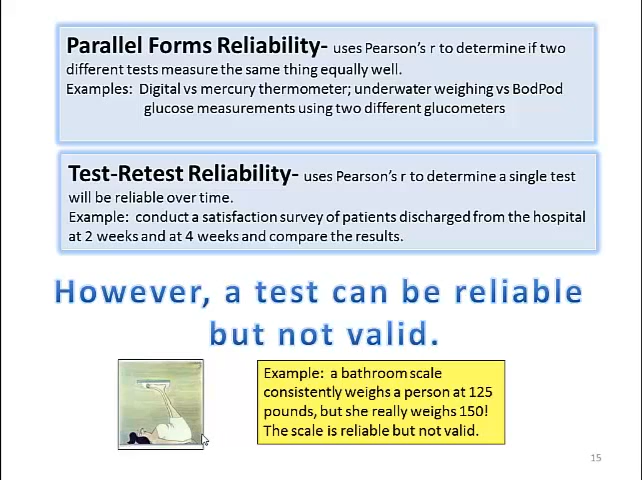 Parallel Forms Reliability- uses Pearson's r to determine if two
different tests measure the same thing equally well.
Examples: Digital vs mercury thermometer; underwater weighing vs BodPod
glucose measurements using two different glucometers
Test-Retest Reliability- uses Pearson's r to determine a single test
will be reliable over time.
Example: conduct a satisfaction survey of patients discharged from the hospital
at 2 weeks and at 4 weeks and compare the results.
However, a test can be reliable
but not valid.
Example: a bathroom scale
consistently weighs a person at 125
pounds, but she really weighs 150!
The scale is reliable but not valid.
15